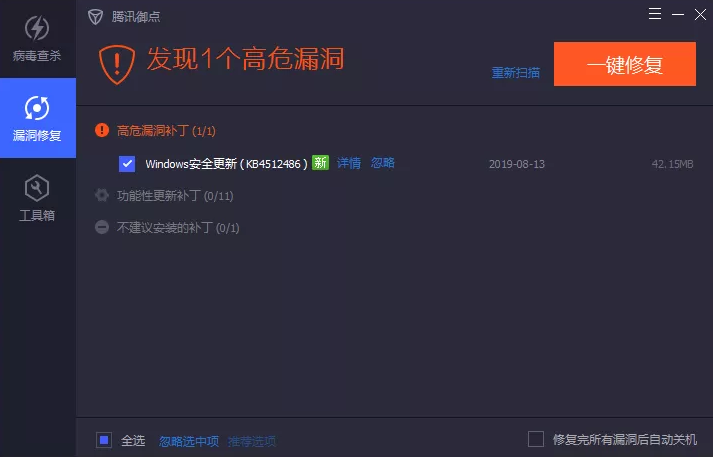 腾讯御点
病毒查杀
漏洞修复
工具箱
发现1个高危漏洞
重新扫描
一键修复
高危漏洞补丁 (1/1)
Windows安全更新 ( KB4512486 ) 新 详情 忽略 2019-08-13 42.15MB
功能性更新补丁 (0/11)
不建议安装的补丁 (0/1)
全选 忽略选中项 推荐选项 修复完所有漏洞后自动关机